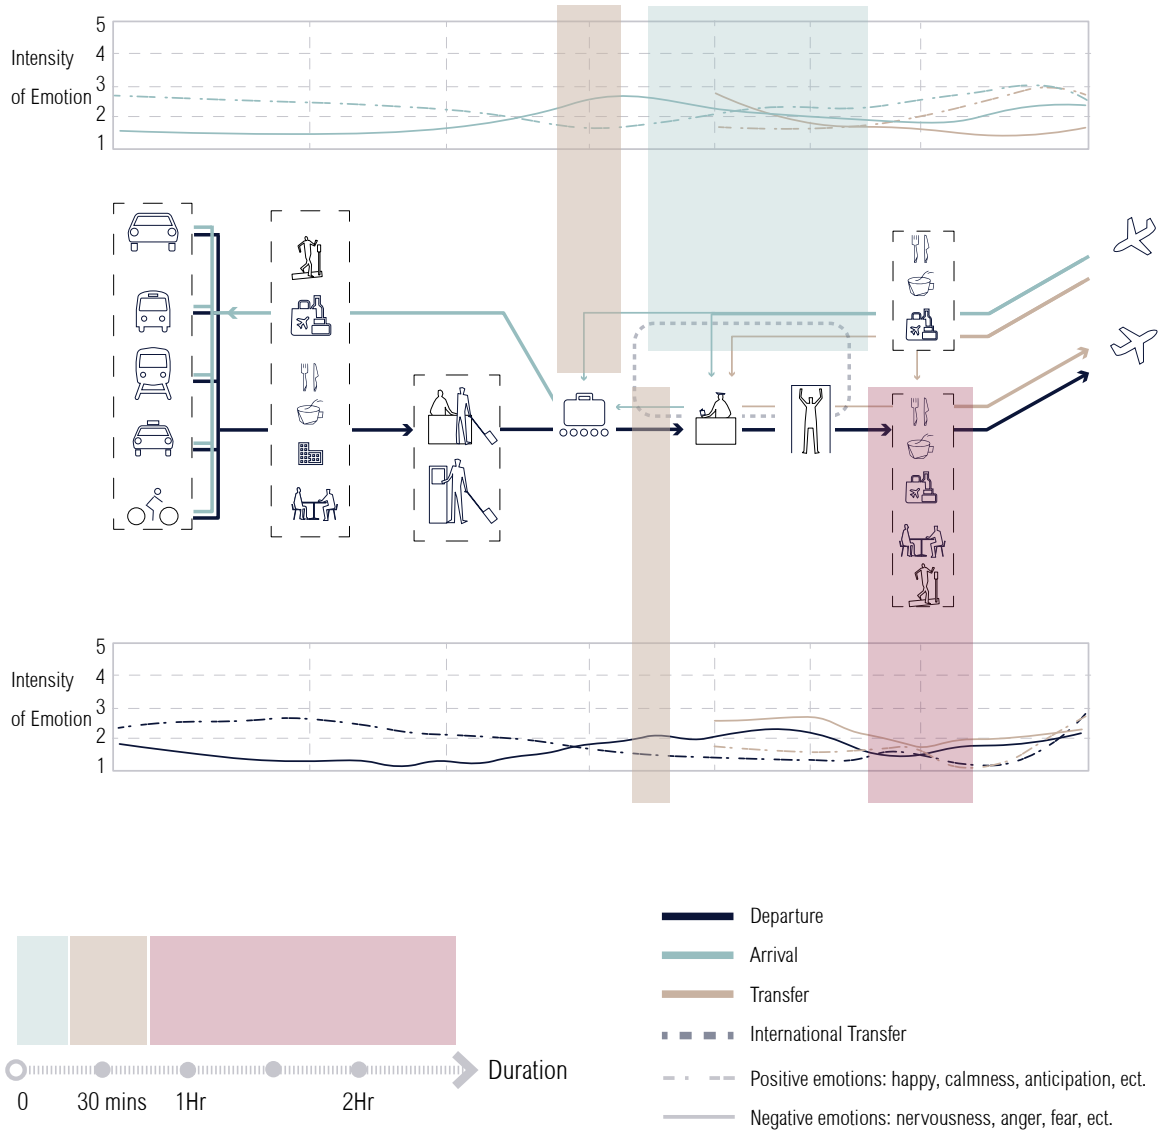 5
4
3
2
1
Intensity
of Emotion
5
4
3
2
1
Intensity
of Emotion
0
30 mins
1Hr
2Hr
Duration
Departure
Arrival
Transfer
International Transfer
Positive emotions: happy, calmness, anticipation, ect.
Negative emotions: nervousness, anger, fear, ect.